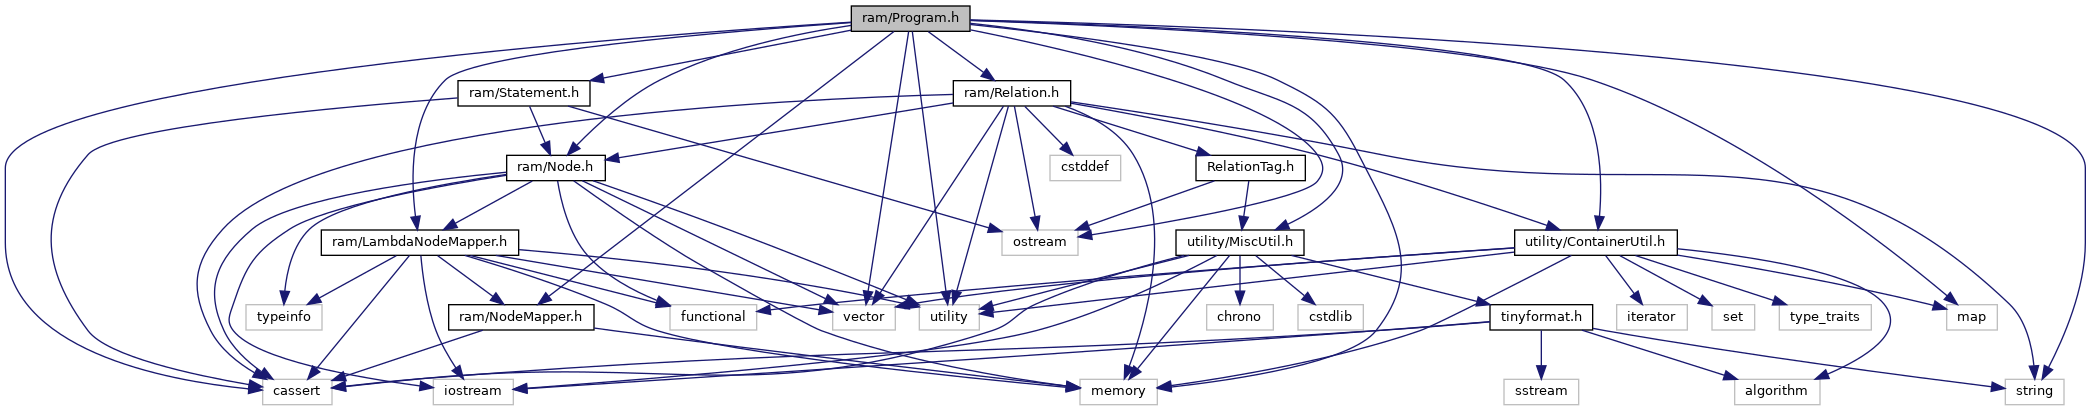 ram/Program.h
ram/Statement.h
ram/Relation.h
ram/Node.h
cstddef
RelationTag.h
ram/LambdaNodeMapper.h
ostream
utility/MiscUtil.h
utility/ContainerUtil.h
typeinfo
ram/NodeMapper.h
functional
vector
utility
chrono
cstdlib
tinyformat.h
iterator
set
type_traits
map
cassert
iostream
memory
sstream
algorithm
string